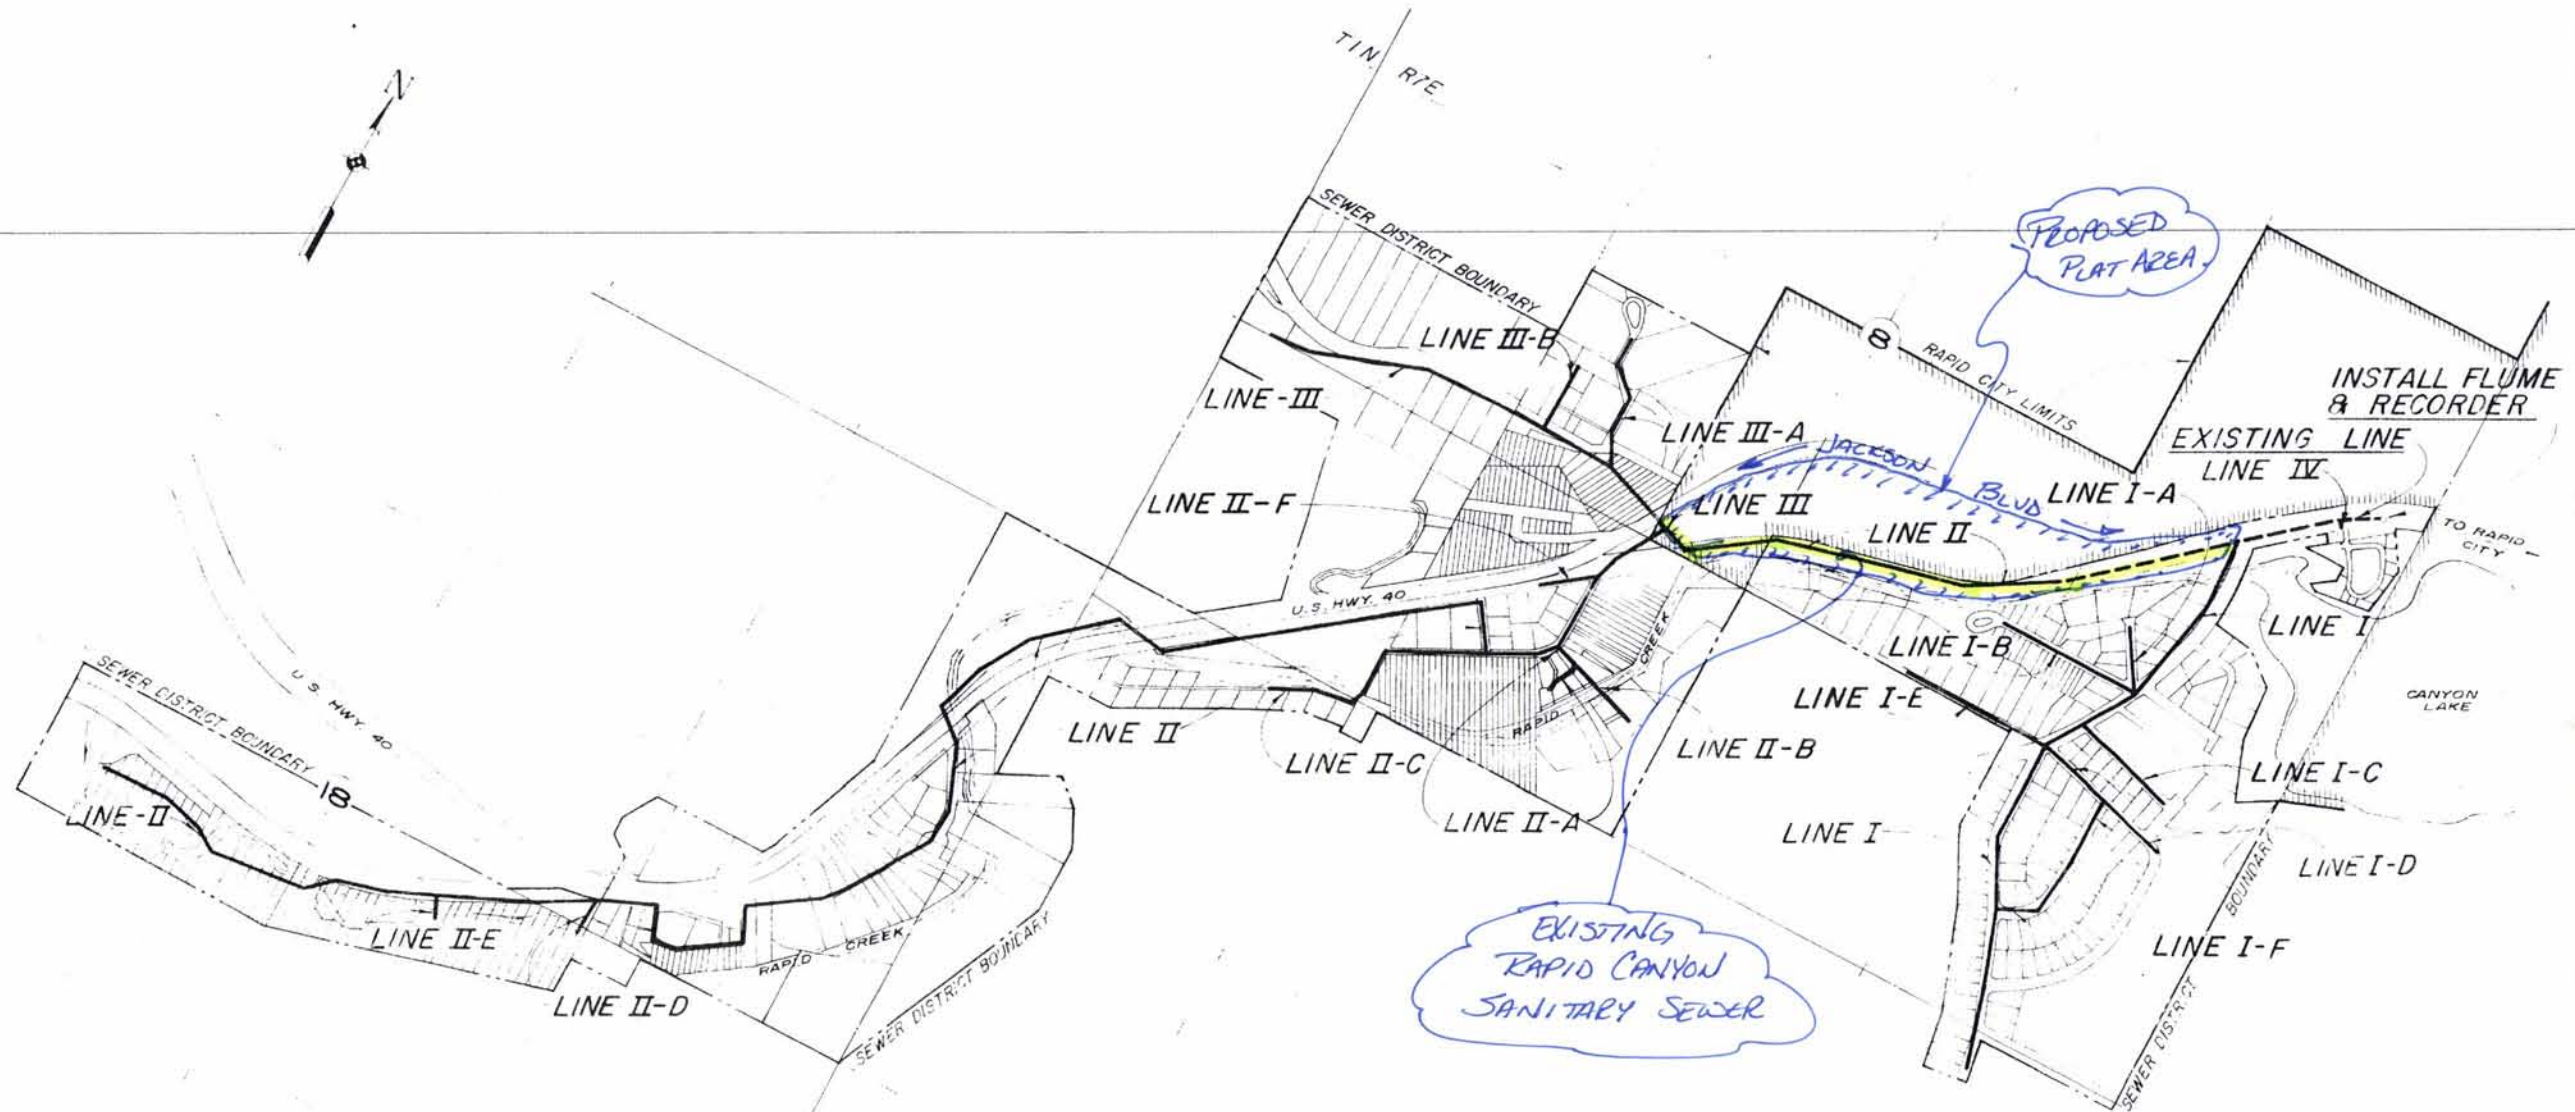 N
T1N
R7E
SEWER DISTRICT BOUNDARY
PROPOSED
PLAT AREA.
8
RAPID CITY LIMITS
LINE III-B
LINE-III
INSTALL FLUME
& RECORDER
EXISTING LINE
LINE IV
LINE III-A
JACKSON
BLVD
LINE I-A
LINE II-F
LINE III
LINE II
TO RAPID
CITY
U.S. HWY. 40
CREEK
LINE I-B
LINE I
SEWER DISTRICT BOUNDARY
U S HWY. 40
18
LINE II
LINE II-C
RAPID
LINE II-B
LINE I-E
CANYON
LAKE
LINE-II
LINE II-A
LINE I
LINE I-C
LINE I-D
LINE II-E
RAPID CREEK
SEWER DISTRICT BOUNDARY
LINE II-D
EXISTING
RAPID CANYON
SANITARY SEWER
LINE I-F
SEWER DISTRICT BOUNDARY